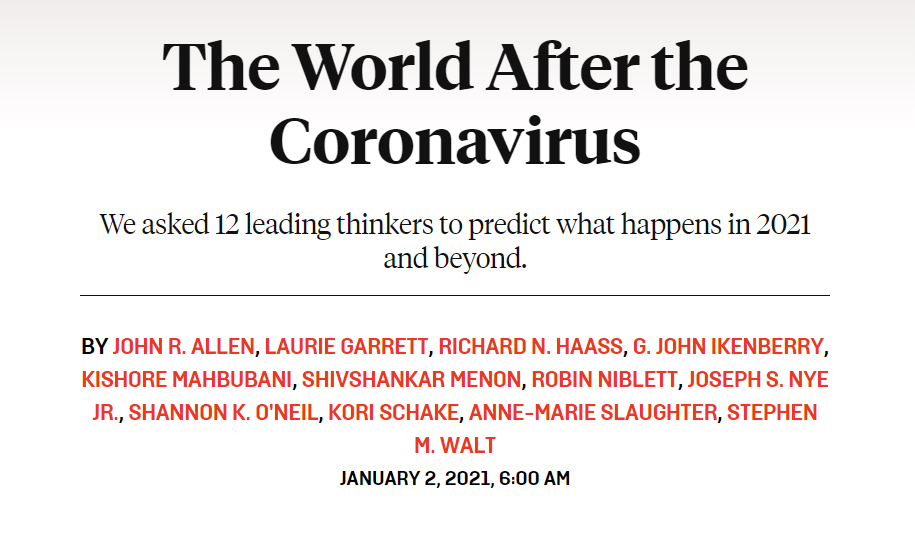 The World After the
Coronavirus
We asked 12 leading thinkers to predict what happens in 2021
and beyond.
BY JOHN R. ALLEN, LAURIE GARRETT, RICHARD N. HAASS, G. JOHN IKENBERRY,
KISHORE MAHBUBANI, SHIVSHANKAR MENON, ROBIN NIBLETT, JOSEPH S. NYE
JR., SHANNON K. O'NEIL, KORI SCHAKE, ANNE-MARIE SLAUGHTER, STEPHEN
M. WALT
JANUARY 2, 2021, 6:00 AM